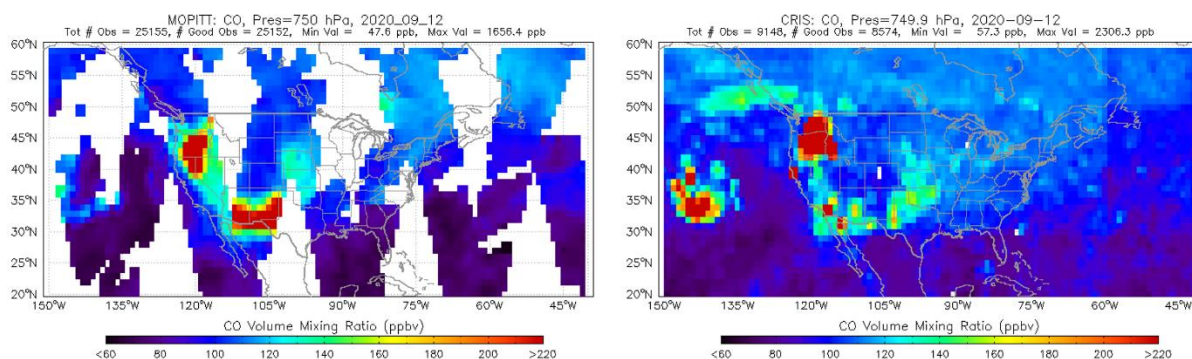 MOPITT: CO, Pres=750 hPa, 2020_09_12
Tot # Obs = 25155, # Good Obs = 25152, Min Val =    47.6 ppb,  Max Val = 1656.4 ppb
60°N
55°N
50°N
45°N
40°N
35°N
30°N
25°N
20°N
150°W 135°W 120°W 105°W 90°W 75°W 60°W 45°W
CO Volume Mixing Ratio (ppbv)
<60 80 100 120 140 160 180 200 >220
CRIS: CO, Pres=749.9 hPa, 2020-09-12
Tot # Obs = 9148, # Good Obs = 8574, Min Val =    57.3 ppb,  Max Val = 2306.3 ppb
60°N
55°N
50°N
45°N
40°N
35°N
30°N
25°N
20°N
150°W 135°W 120°W 105°W 90°W 75°W 60°W 45°W
CO Volume Mixing Ratio (ppbv)
<60 80 100 120 140 160 180 200 >220